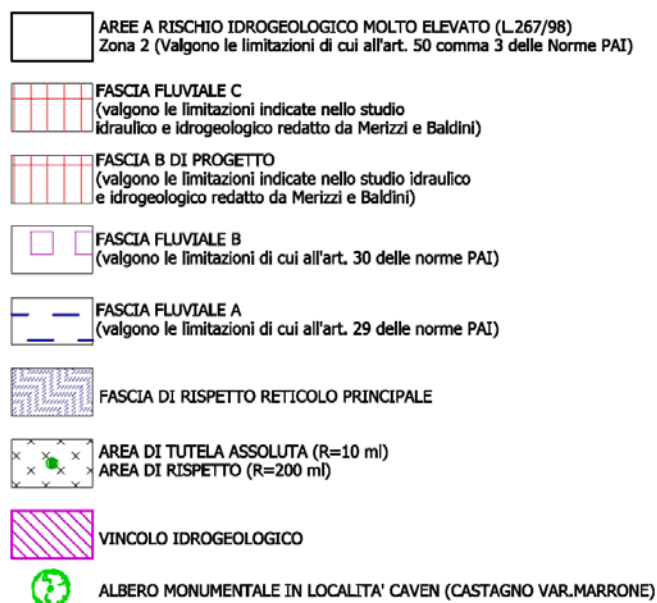 AREE A RISCHIO IDROGEOLOGICO MOLTO ELEVATO (L.267/98)
Zona 2 (Valgono le limitazioni di cui all'art. 50 comma 3 delle Norme PAI)
FASCIA FLUVIALE C
(valgono le limitazioni indicate nello studio
idraulico e idrogeologico redatto da Merizzi e Baldini)
FASCIA B DI PROGETTO
(valgono le limitazioni indicate nello studio idraulico
e idrogeologico redatto da Merizzi e Baldini)
FASCIA FLUVIALE B
(valgono le limitazioni di cui all'art. 30 delle norme PAI)
FASCIA FLUVIALE A
(valgono le limitazioni di cui all'art. 29 delle norme PAI)
FASCIA DI RISPETTO RETICOLO PRINCIPALE
AREA DI TUTELA ASSOLUTA (R=10 ml)
AREA DI RISPETTO (R=200 ml)
VINCOLO IDROGEOLOGICO
ALBERO MONUMENTALE IN LOCALITA' CAVEN (CASTAGNO VAR.MARRONE)